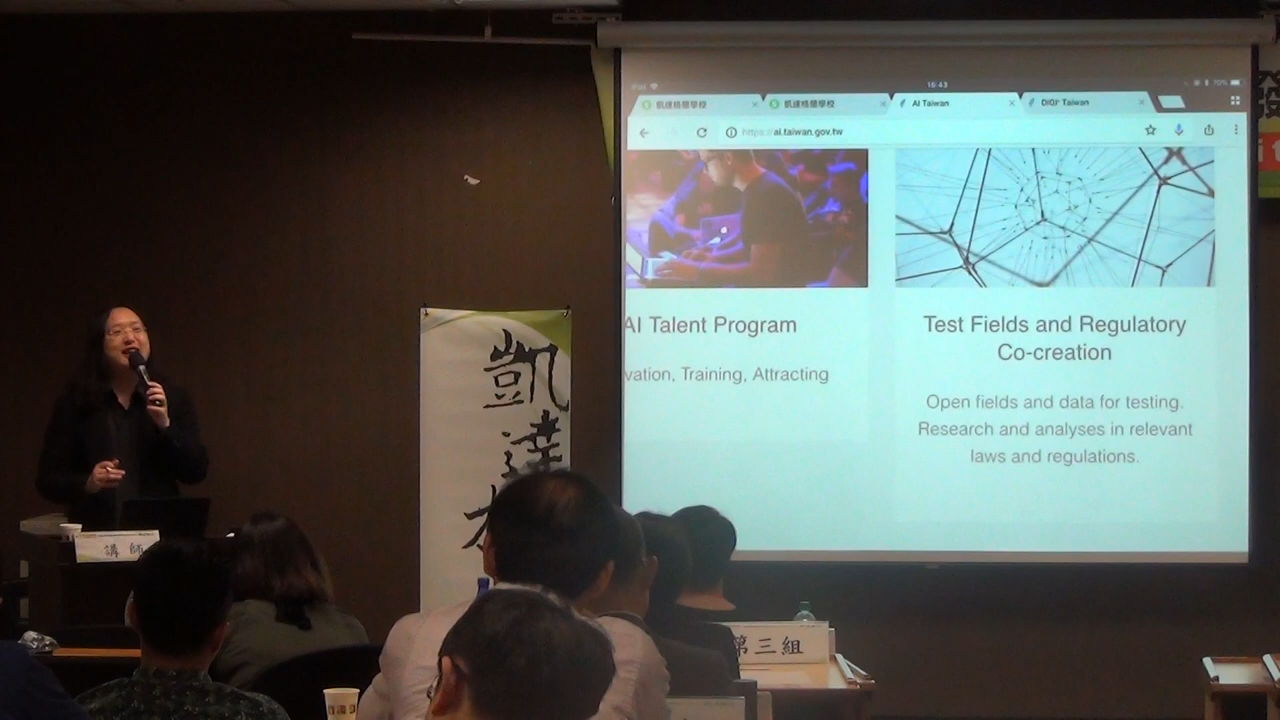 16:43
70%
凱達格蘭學校
凱達格蘭學校
AI Taiwan
DIGI+ Taiwan
https://ai.taiwan.gov.tw
AI Talent Program
vation, Training, Attracting
Test Fields and Regulatory
Co-creation
Open fields and data for testing.
Research and analyses in relevant
laws and regulations.
凱達
講師
第三組